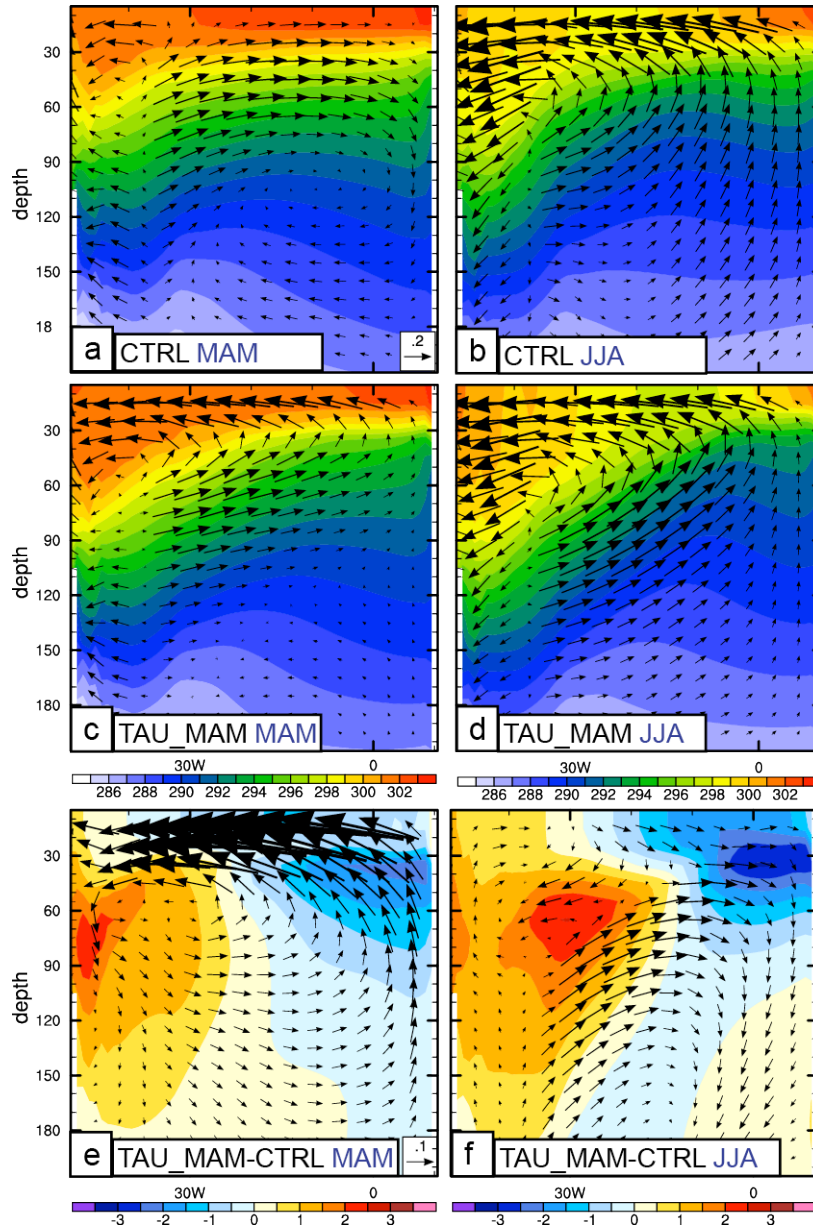 30
60
90
120
150
18
depth
a CTRL MAM
.2
b CTRL JJA
30
60
90
120
150
180
depth
c TAU_MAM MAM
d TAU_MAM JJA
30W 0
30W 0
286 288 290 292 294 296 298 300 302
286 288 290 292 294 296 298 300 302
30
60
90
120
150
180
depth
e TAU_MAM-CTRL MAM
.1
f TAU_MAM-CTRL JJA
30W 0
30W 0
-3 -2 -1 0 1 2 3
-3 -2 -1 0 1 2 3